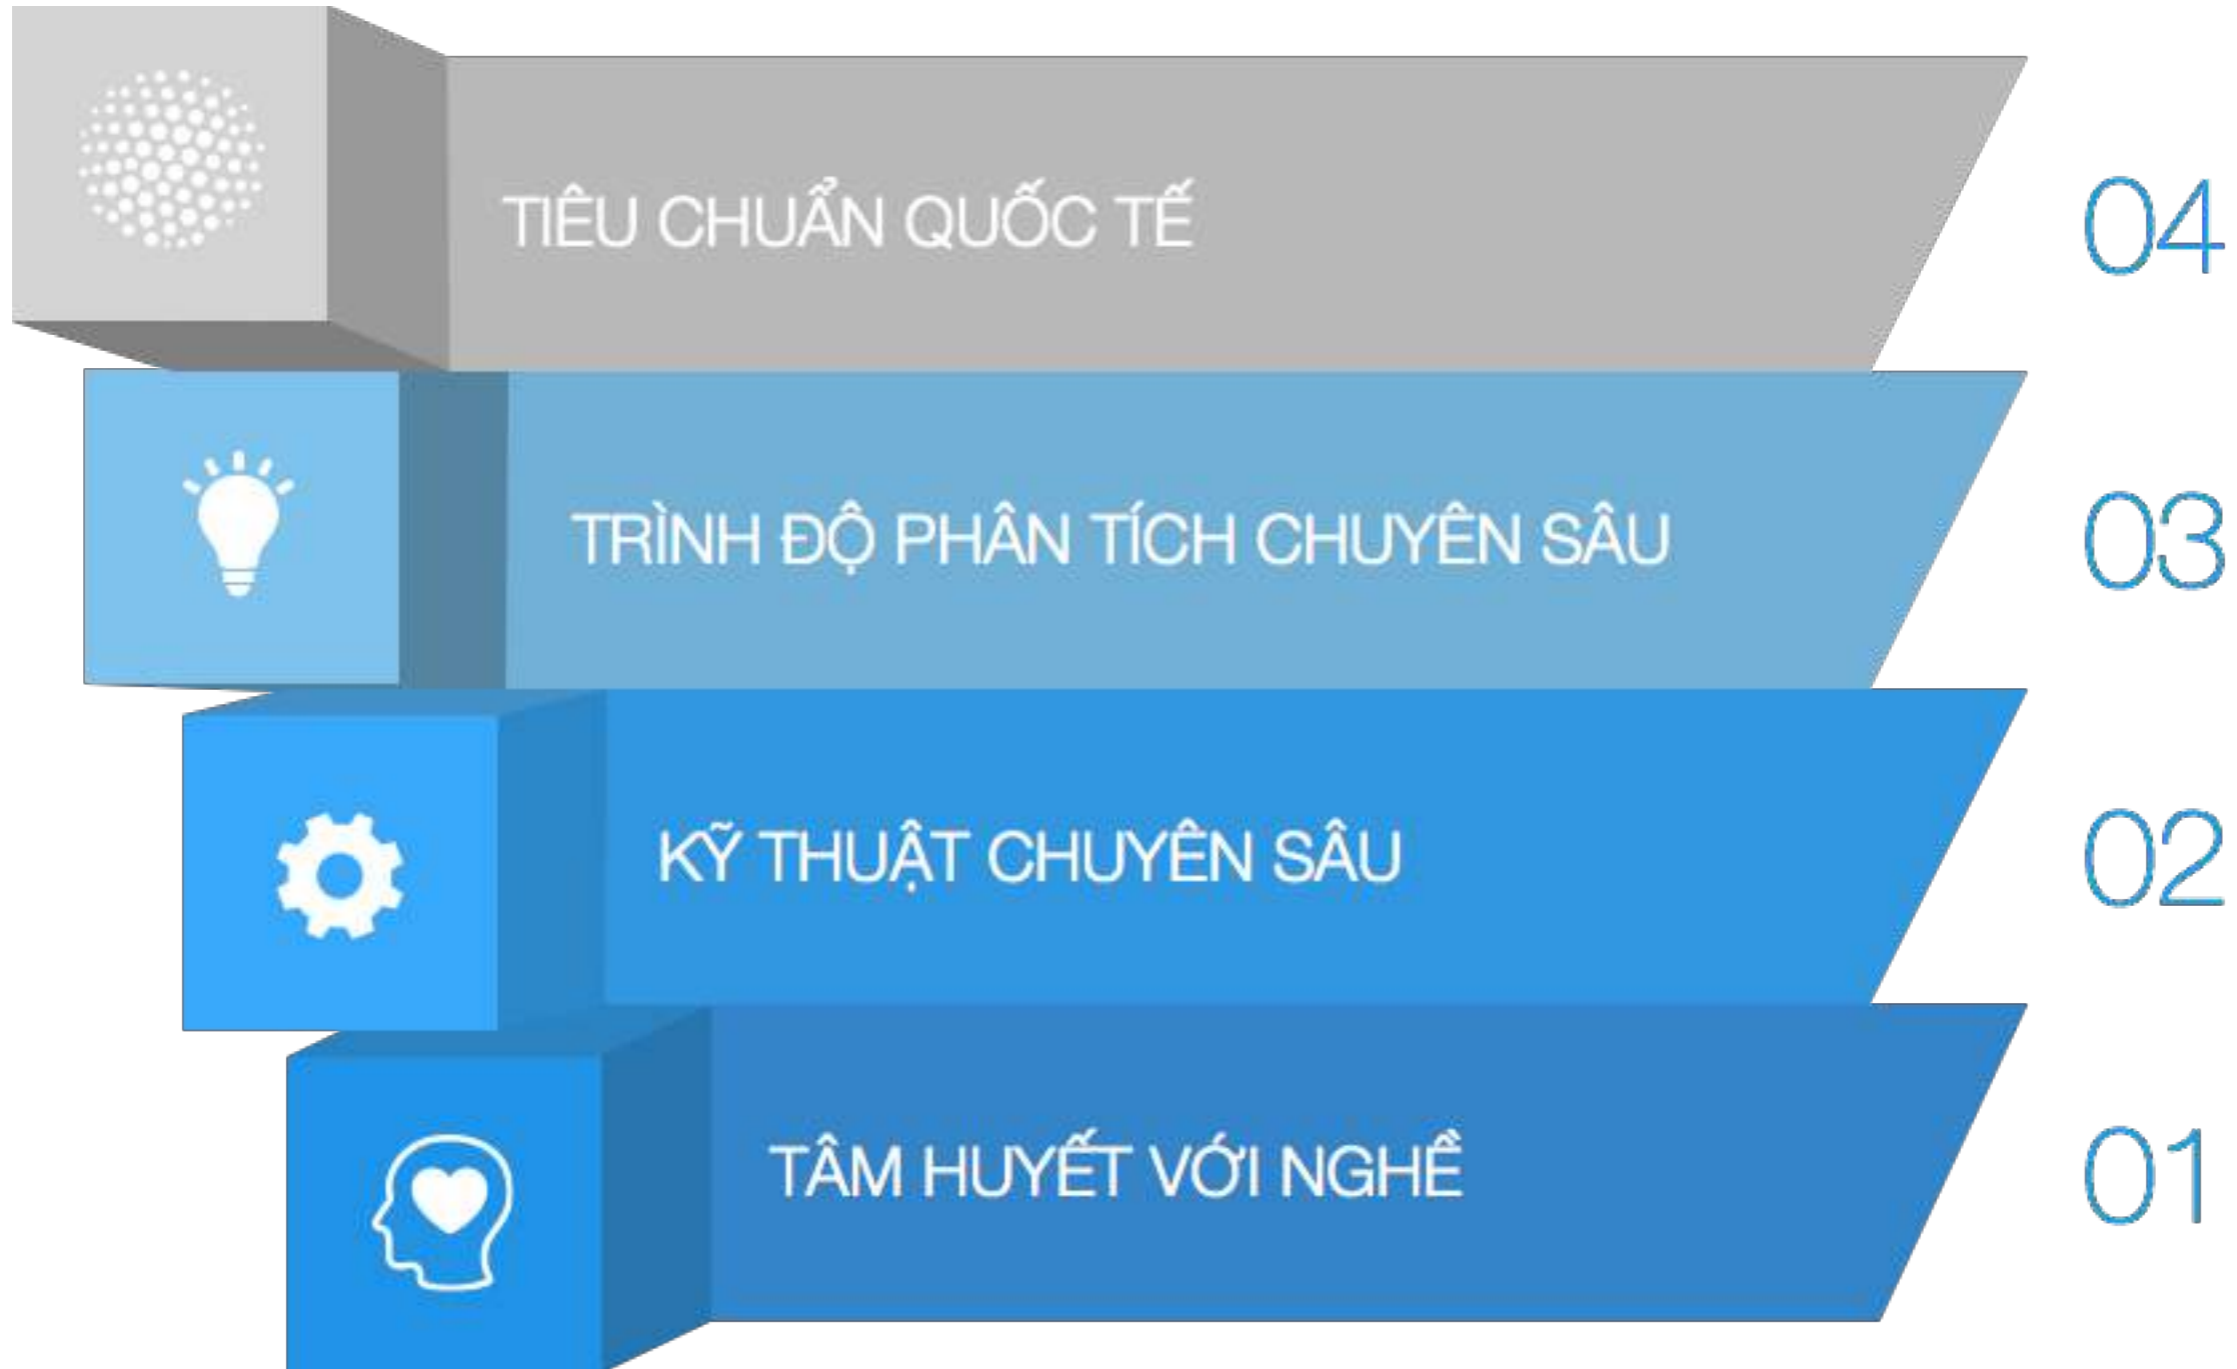 TIÊU CHUẨN QUỐC TẾ 04
TRÌNH ĐỘ PHÂN TÍCH CHUYÊN SÂU 03
KỸ THUẬT CHUYÊN SÂU 02
TÂM HUYẾT VỚI NGHỀ 01